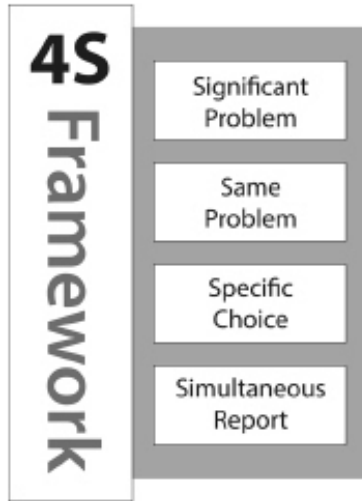 4S
Framework
Significant
Problem
Same
Problem
Specific
Choice
Simultaneous
Report